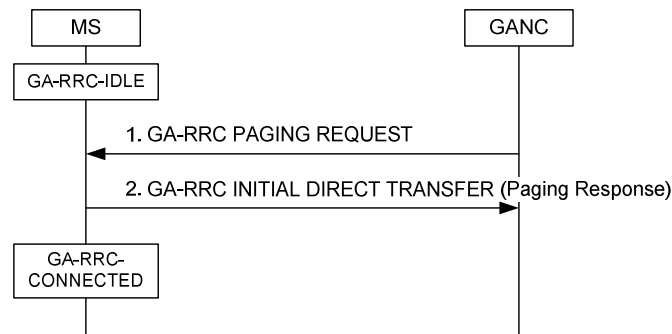 MS
GANC
GA-RRC-IDLE
1. GA-RRC PAGING REQUEST
2. GA-RRC INITIAL DIRECT TRANSFER (Paging Response)
GA-RRC-
CONNECTED